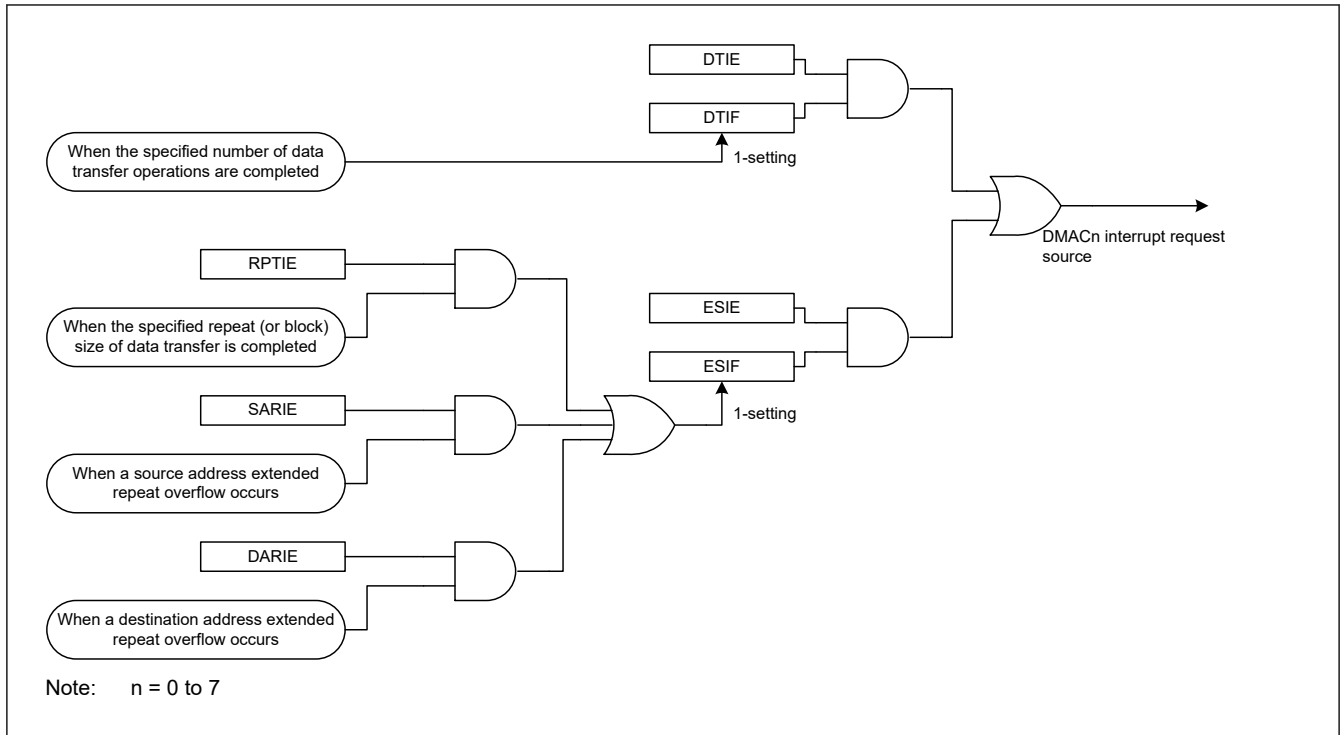 DTIE
DTIF
When the specified number of data
transfer operations are completed
1-setting
DMACn interrupt request
source
RPTIE
When the specified repeat (or block)
size of data transfer is completed
ESIE
ESIF
1-setting
SARIE
When a source address extended
repeat overflow occurs
DARIE
When a destination address extended
repeat overflow occurs
Note: n = 0 to 7